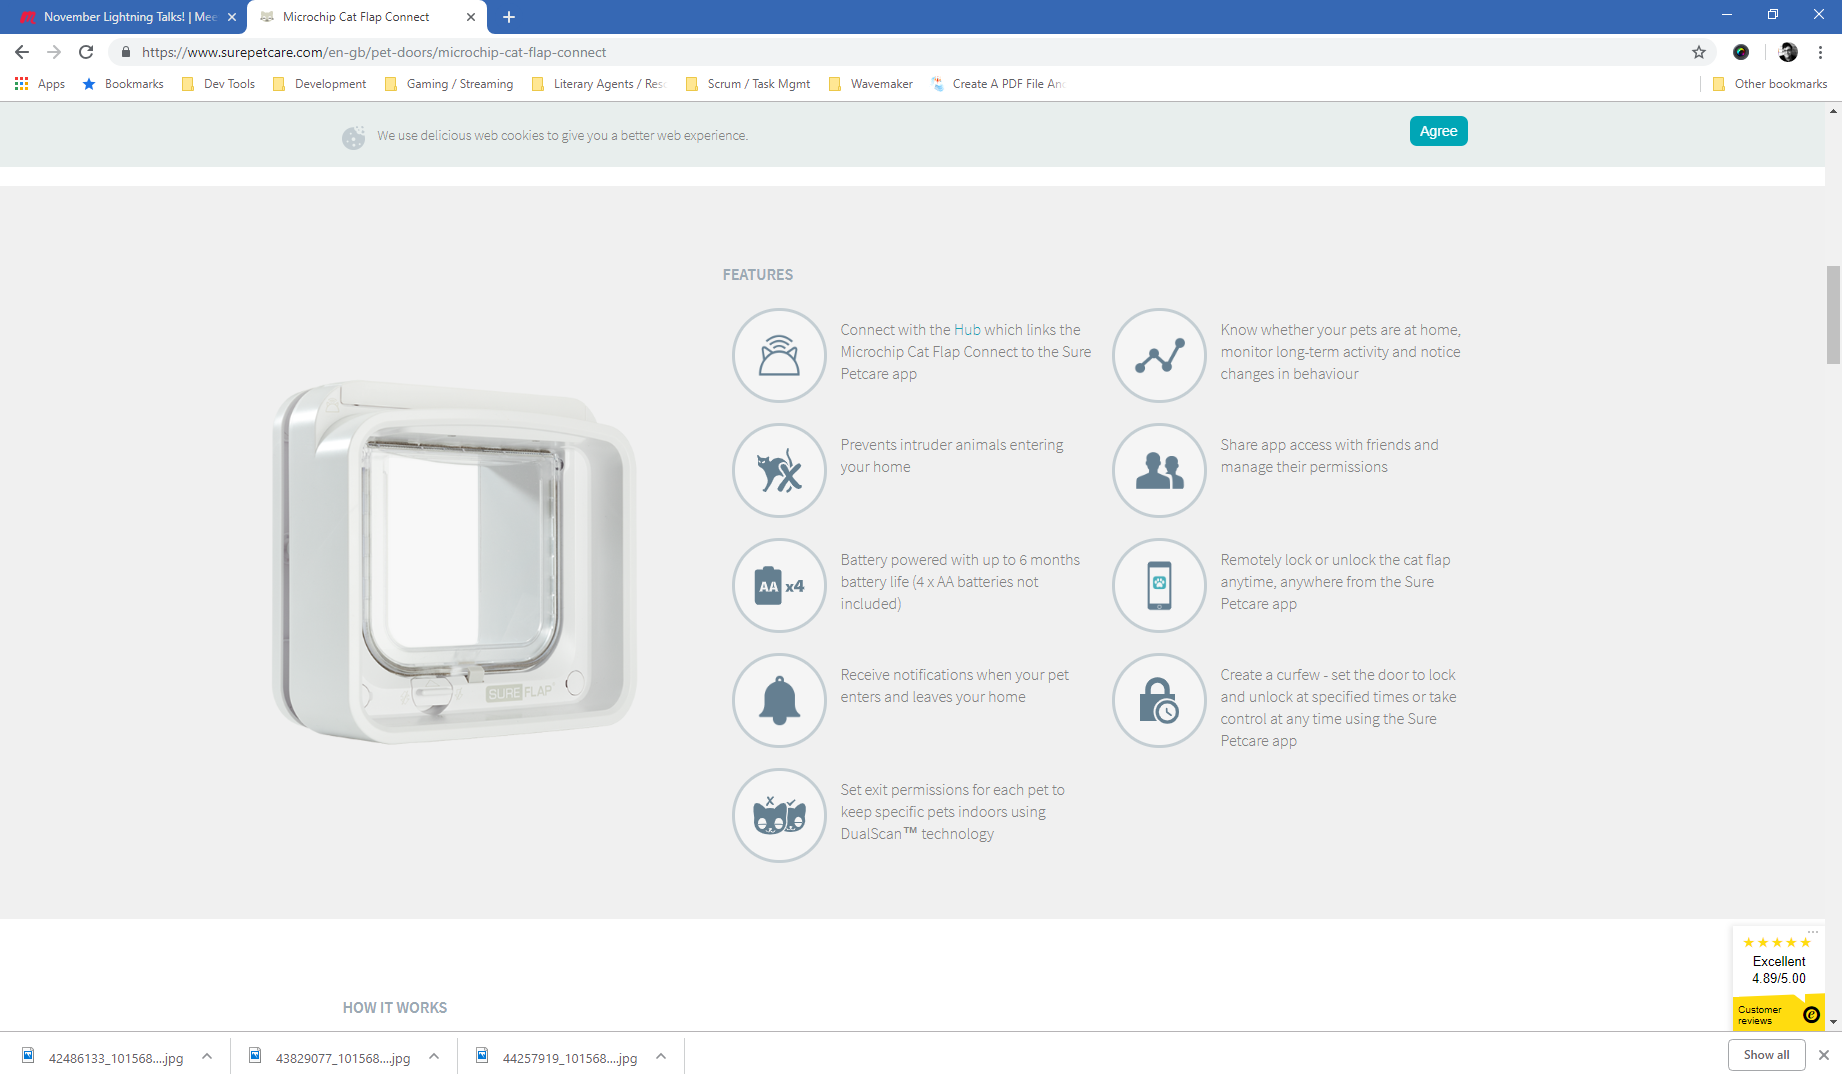 November Lightning Talks! | Mee
Microchip Cat Flap Connect
https://www.surepetcare.com/en-gb/pet-doors/microchip-cat-flap-connect
Apps
Bookmarks
Dev Tools
Development
Gaming / Streaming
Literary Agents / Res
Scrum / Task Mgmt
Wavemaker
Create A PDF File An
Other bookmarks
We use delicious web cookies to give you a better web experience.
Agree
FEATURES
Connect with the Hub which links the
Microchip Cat Flap Connect to the Sure
Petcare app
Know whether your pets are at home,
monitor long-term activity and notice
changes in behaviour
Prevents intruder animals entering
your home
Share app access with friends and
manage their permissions
AA x4
Battery powered with up to 6 months
battery life (4 x AA batteries not
included)
Remotely lock or unlock the cat flap
anytime, anywhere from the Sure
Petcare app
Receive notifications when your pet
enters and leaves your home
Create a curfew - set the door to lock
and unlock at specified times or take
control at any time using the Sure
Petcare app
Set exit permissions for each pet to
keep specific pets indoors using
DualScan™ technology
SURE FLAP
HOW IT WORKS
Excellent
4.89/5.00
Customer
reviews
e
42486133_101568....jpg
43829077_101568....jpg
44257919_101568....jpg
Show all